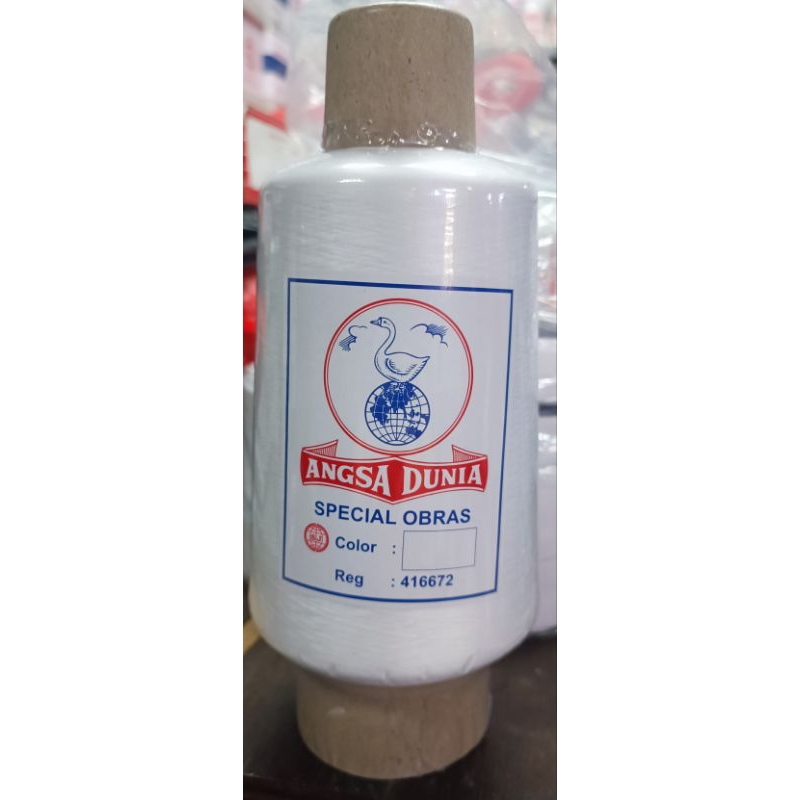 ANGSA DUNIA
SPECIAL OBRAS
Color :
Reg : 416672